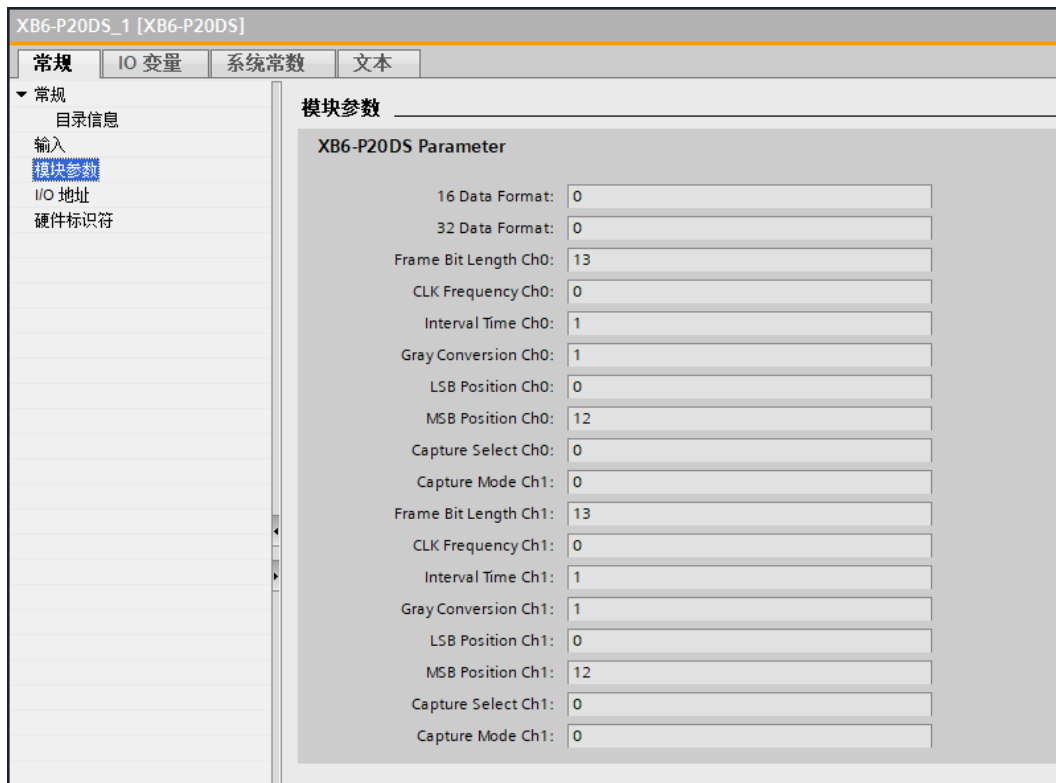 XB6-P20DS_1 [XB6-P20DS]
常规 IO 变量 系统常数 文本
常规
目录信息
输入
模块参数
I/O 地址
硬件标识符
模块参数
XB6-P20DS Parameter
16 Data Format: 0
32 Data Format: 0
Frame Bit Length Ch0: 13
CLK Frequency Ch0: 0
Interval Time Ch0: 1
Gray Conversion Ch0: 1
LSB Position Ch0: 0
MSB Position Ch0: 12
Capture Select Ch0: 0
Capture Mode Ch1: 0
Frame Bit Length Ch1: 13
CLK Frequency Ch1: 0
Interval Time Ch1: 1
Gray Conversion Ch1: 1
LSB Position Ch1: 0
MSB Position Ch1: 12
Capture Select Ch1: 0
Capture Mode Ch1: 0